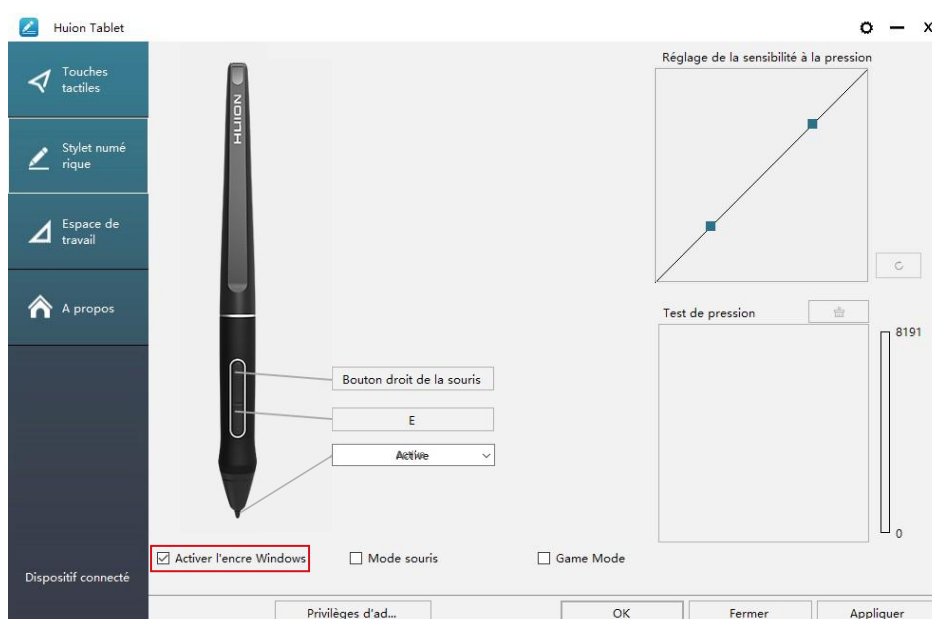 Huion Tablet
X
Touches
tactiles
Stylet numé
rique
Espace de
travail
A propos
Dispositif connecté
HUION
Bouton droit de la souris
E
Active
Réglage de la sensibilité à la pression
Test de pression
8191
0
Activer l'encre Windows
Mode souris
Game Mode
Privilèges d'ad...
OK
Fermer
Appliquer